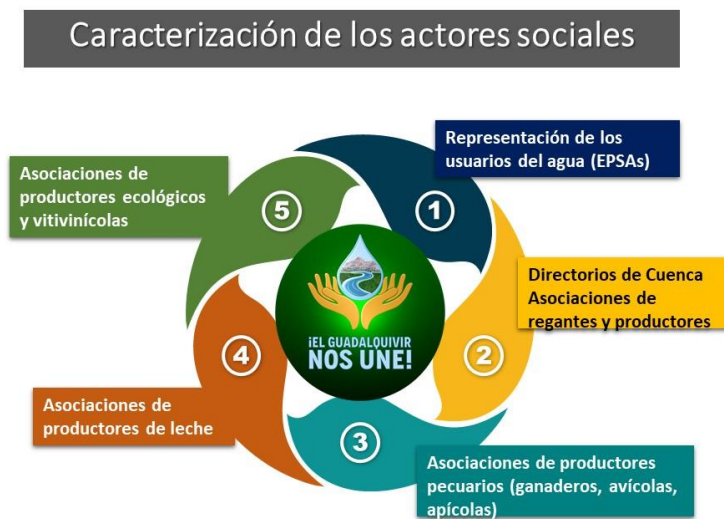 Caracterización de los actores sociales
1
Representación de los
usuarios del agua (EPSAs)
2
Directorios de Cuenca
Asociaciones de
regantes y productores
3
Asociaciones de productores
pecuarios (ganaderos, avícolas,
apícolas)
4
Asociaciones de
productores de leche
5
Asociaciones de
productores ecológicos
y vitivinícolas
¡EL GUADALQUIVIR
NOS UNE!